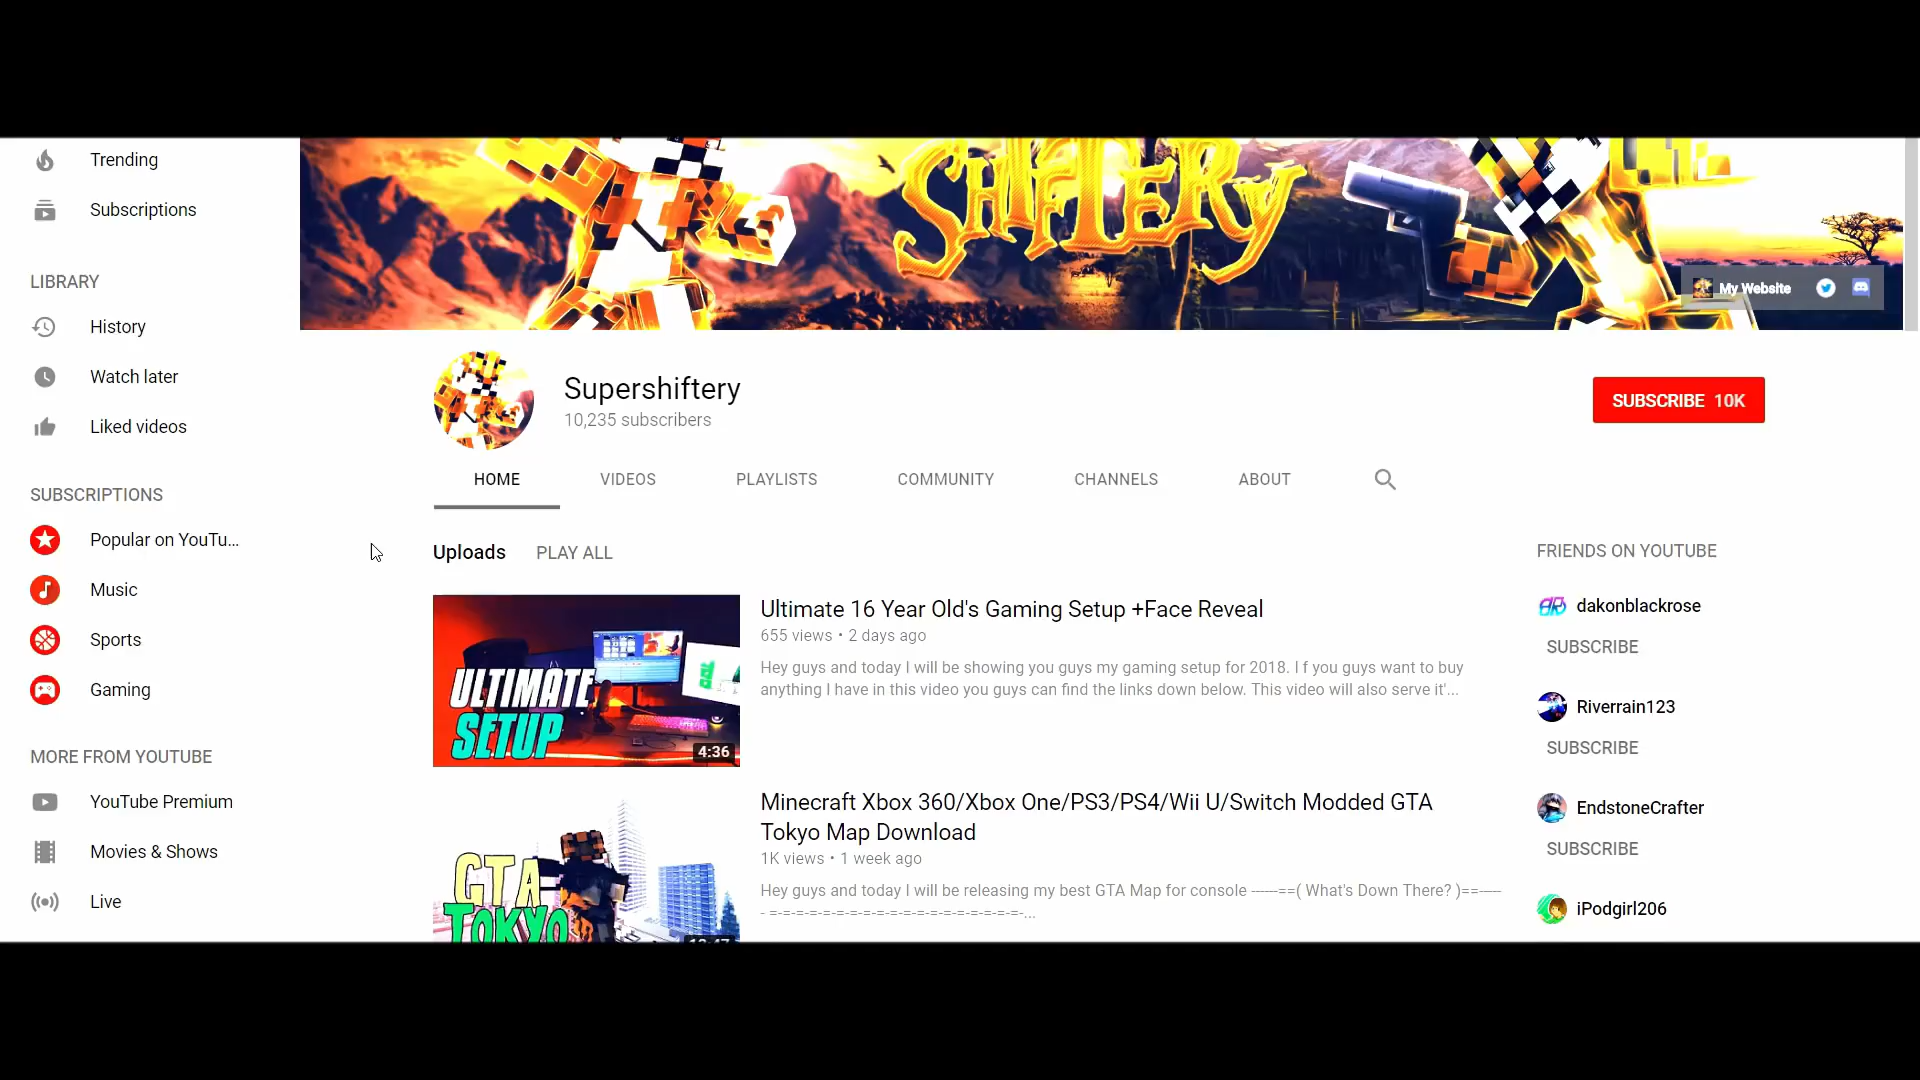 Trending
Subscriptions
LIBRARY
History
Watch later
Liked videos
SUBSCRIPTIONS
Popular on YouTu...
Music
Sports
Gaming
MORE FROM YOUTUBE
YouTube Premium
Movies & Shows
Live
SHIFTERY
My Website
Supershiftery
10,235 subscribers
SUBSCRIBE 10K
HOME VIDEOS PLAYLISTS COMMUNITY CHANNELS ABOUT
Uploads PLAY ALL
ULTIMATE
SETUP
4:36
Ultimate 16 Year Old's Gaming Setup +Face Reveal
655 views • 2 days ago
Hey guys and today I will be showing you guys my gaming setup for 2018. I f you guys want to buy
anything I have in this video you guys can find the links down below. This video will also serve it'...
GTA
TOKYO
Minecraft Xbox 360/Xbox One/PS3/PS4/Wii U/Switch Modded GTA
Tokyo Map Download
1K views • 1 week ago
Hey guys and today I will be releasing my best GTA Map for console ------==( What's Down There? )==-----
- =-=-=-=-=-=-=-=-=-=-=-=-=-=-=-=-=-=-=-...
FRIENDS ON YOUTUBE
dakonblackrose
SUBSCRIBE
Riverrain123
SUBSCRIBE
EndstoneCrafter
SUBSCRIBE
iPodgirl206